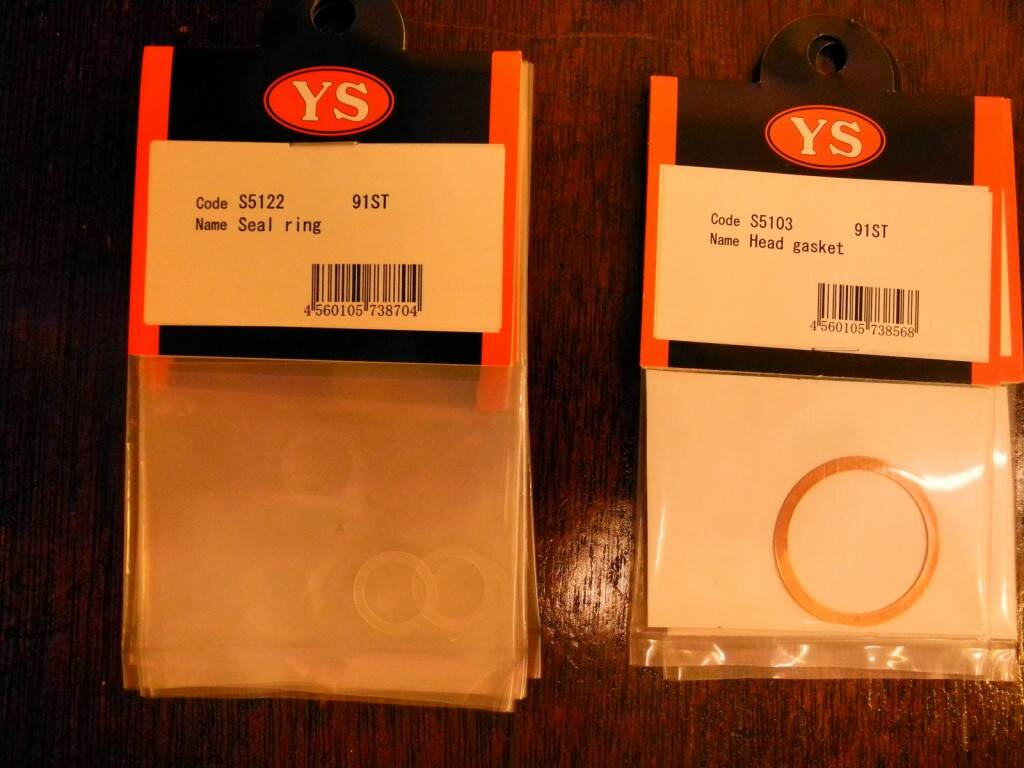 YS
Code S5122 91ST
Name Seal ring
4 560105 738704
YS
Code S5103 91ST
Name Head gasket
4 560105 738568